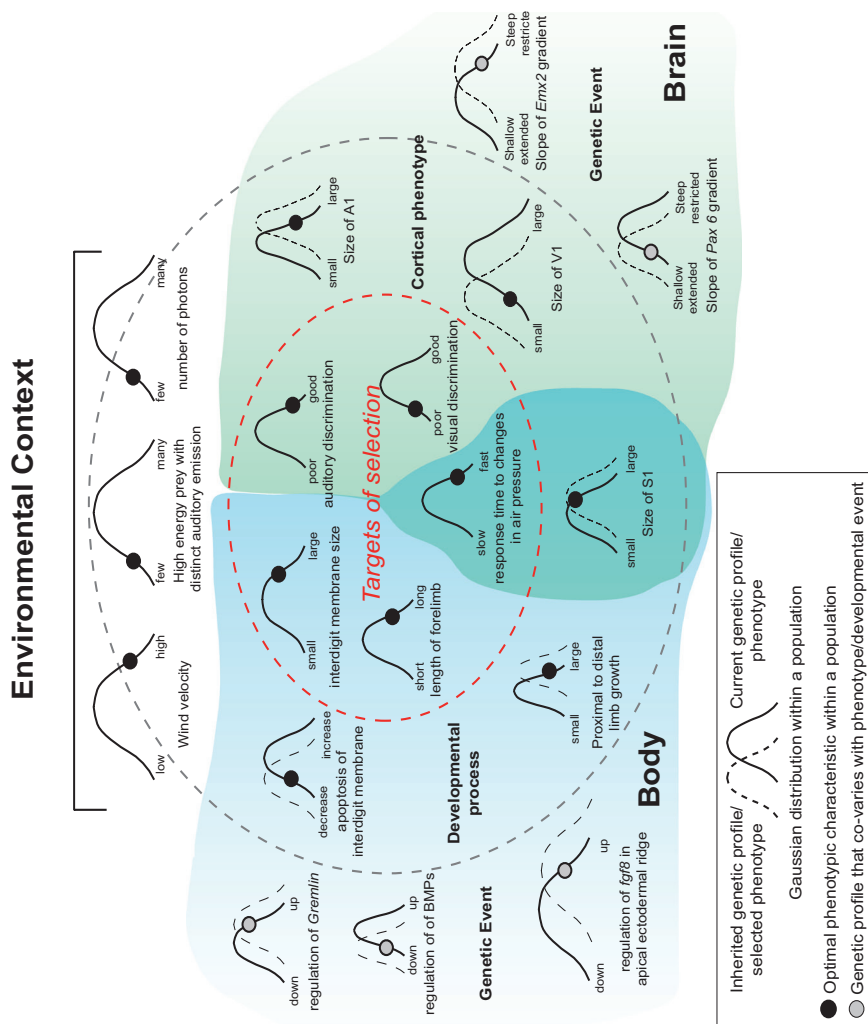 Environmental Context
low
high
Wind velocity
few
many
High energy prey with
distinct auditory emission
few
many
number of photons
down
up
regulation of Gremlin
down
up
regulation of of BMPs
Genetic Event
down
up
regulation of fgf8 in
apical ectodermal ridge
decrease
increase
apoptosis of
interdigit membrane
Developmental
process
small
large
Proximal to distal
limb growth
Body
small
large
interdigit membrane size
short
long
length of forelimb
Targets of selection
poor
good
auditory discrimination
poor
good
visual discrimination
slow
fast
response time to changes
in air pressure
small
large
Size of S1
small
large
Size of A1
Cortical phenotype
small
large
Size of V1
Shallow
extended
Steep
restricte
Slope of Emx2 gradient
Genetic Event
Shallow
extended
Steep
restricted
Slope of Pax 6 gradient
Brain
Inherited genetic profile/
selected phenotype
Current genetic profile/
phenotype
Gaussian distribution within a population
Optimal phenotypic characteristic within a population
Genetic profile that co-varies with phenotype/developmental event